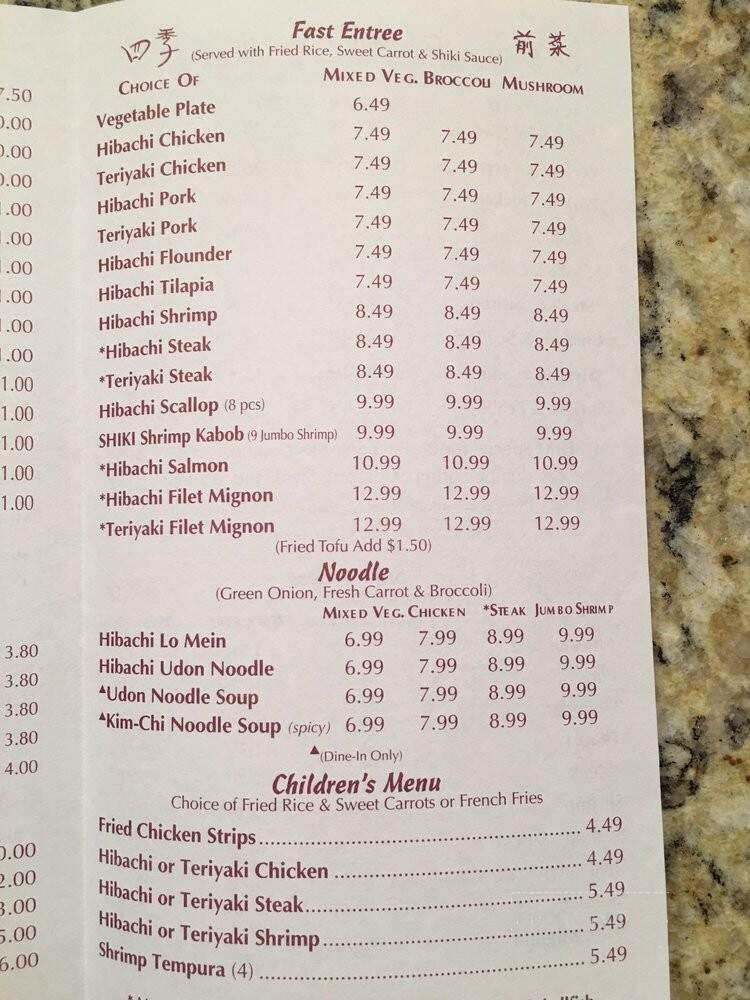 Fast Entree
四季
前菜
(Served with Fried Rice, Sweet Carrot & Shiki Sauce)
CHOICE OF MIXED VEG. BROCCOLI MUSHROOM
Vegetable Plate 6.49
Hibachi Chicken 7.49 7.49 7.49
Teriyaki Chicken 7.49 7.49 7.49
Hibachi Pork 7.49 7.49 7.49
Teriyaki Pork 7.49 7.49 7.49
Hibachi Flounder 7.49 7.49 7.49
Hibachi Tilapia 7.49 7.49 7.49
Hibachi Shrimp 8.49 8.49 8.49
*Hibachi Steak 8.49 8.49 8.49
*Teriyaki Steak 8.49 8.49 8.49
Hibachi Scallop (8 pcs) 9.99 9.99 9.99
SHIKI Shrimp Kabob (9 Jumbo Shrimp) 9.99 9.99 9.99
*Hibachi Salmon 10.99 10.99 10.99
*Hibachi Filet Mignon 12.99 12.99 12.99
*Teriyaki Filet Mignon 12.99 12.99 12.99
(Fried Tofu Add $1.50)
Noodle
(Green Onion, Fresh Carrot & Broccoli)
MIXED VEG. CHICKEN *STEAK JUMBO SHRIMP
Hibachi Lo Mein 6.99 7.99 8.99 9.99
Hibachi Udon Noodle 6.99 7.99 8.99 9.99
▲Udon Noodle Soup 6.99 7.99 8.99 9.99
▲Kim-Chi Noodle Soup (spicy) 6.99 7.99 8.99 9.99
▲(Dine-In Only)
Children's Menu
Choice of Fried Rice & Sweet Carrots or French Fries
Fried Chicken Strips 4.49
Hibachi or Teriyaki Chicken 4.49
Hibachi or Teriyaki Steak 5.49
Hibachi or Teriyaki Shrimp 5.49
Shrimp Tempura (4) 5.49
3.80
3.80
3.80
3.80
4.00